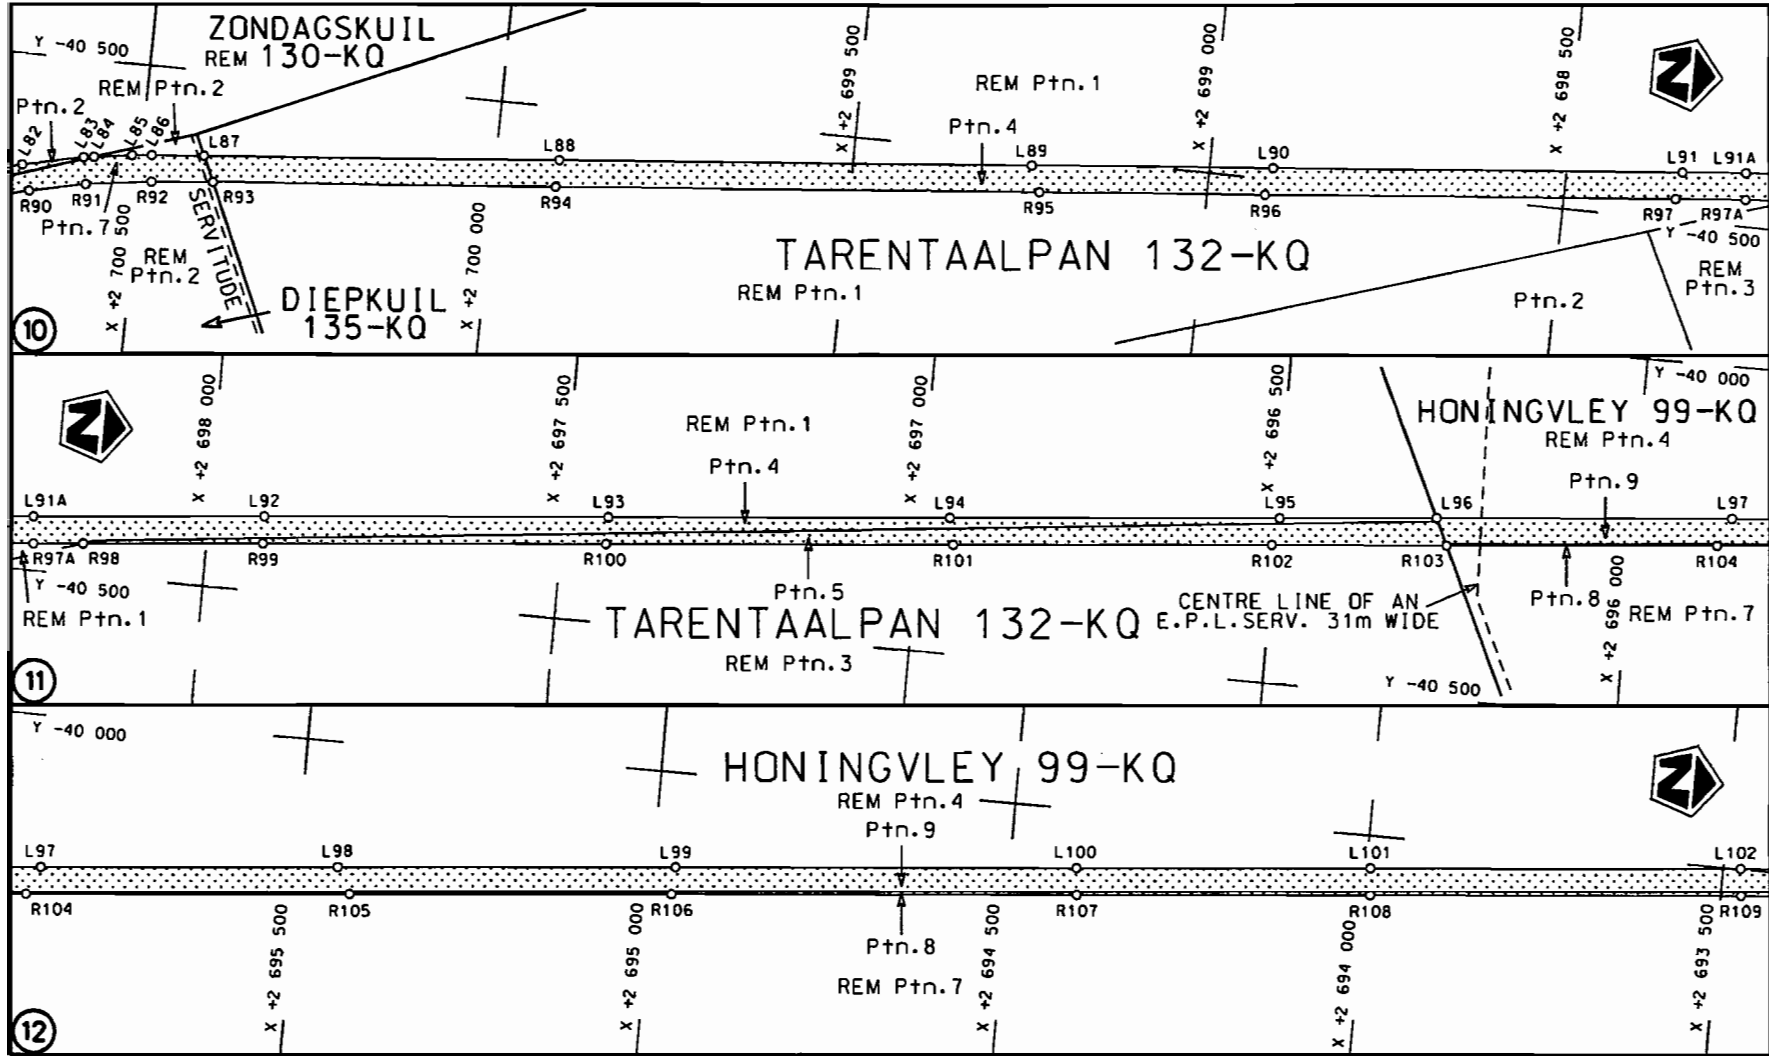 ZONDAGSKUIL
REM 130-KQ
Y -40 500
REM Ptn.2
Ptn.2
L82
L83
L84
L85
L86
L87
L88
X +2 699 500
REM Ptn.1
Ptn.4
L89
X +2 699 000
L90
X +2 698 500
N
L91
L91A
R90
R91
R92
R93
R94
R95
R96
R97
R97A
Ptn.7
X +2 700 500
REM
Ptn.2
SERVITUDE
DIEPKUIL
135-KQ
X +2 700 000
TARENTAALPAN 132-KQ
REM Ptn.1
Y -40 500
REM
Ptn.3
Ptn.2
10
N
X +2 698 000
X +2 697 500
REM Ptn.1
Ptn.4
X +2 697 000
X +2 696 500
Y -40 000
HONINGVLEY 99-KQ
REM Ptn.4
Ptn.9
L91A
L92
L93
L94
L95
L96
L97
R97A
R98
R99
R100
R101
R102
R103
R104
Y -40 500
REM Ptn.1
Ptn.5
TARENTAALPAN 132-KQ
REM Ptn.3
CENTRE LINE OF AN
E.P.L.SERV. 31m WIDE
Ptn.8
X +2 696 000
REM Ptn.7
Y -40 500
11
Y -40 000
HONINGVLEY 99-KQ
REM Ptn.4
Ptn.9
N
L97
L98
L99
L100
L101
L102
R104
R105
R106
R107
R108
R109
X +2 695 500
X +2 695 000
Ptn.8
REM Ptn.7
X +2 694 500
X +2 694 000
X +2 693 500
12